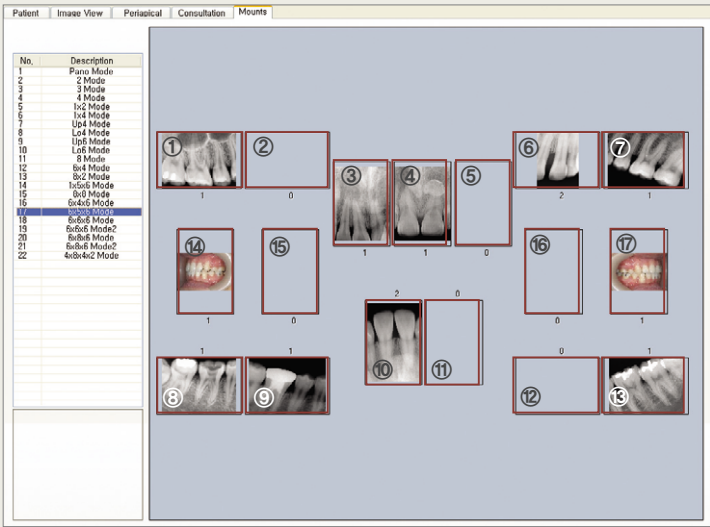 Patient Image View Periapical Consultation Mounts
No. Description
1 Pano Mode
2 2 Mode
3 3 Mode
4 4 Mode
5 1x2 Mode
6 1x4 Mode
7 Up4 Mode
8 Lo4 Mode
9 Up6 Mode
10 Lo6 Mode
11 8 Mode
12 6x4 Mode
13 8x2 Mode
14 1x5x6 Mode
15 Mode
16 6x4x6 Mode
17 6x5x6 Mode
18 6x6x6 Mode
19 6x6x6 Mode2
20 6x8x6 Mode
21 6x8x6 Mode2
22 4x8x4x2 Mode
① ② ⑥ ⑦
③ ④ ⑤
1 0 2 1
1 1 0
⑭ ⑮ ⑯ ⑰
2 0
1 0 0 1
1 1 0 1
⑩ ⑪
⑧ ⑨ ⑫ ⑬